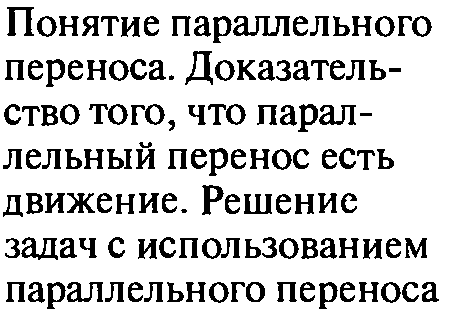 Понятие параллельного
переноса. Доказатель-
ство того, что парал-
лельный перенос есть
движение. Решение
задач с использованием
параллельного переноса